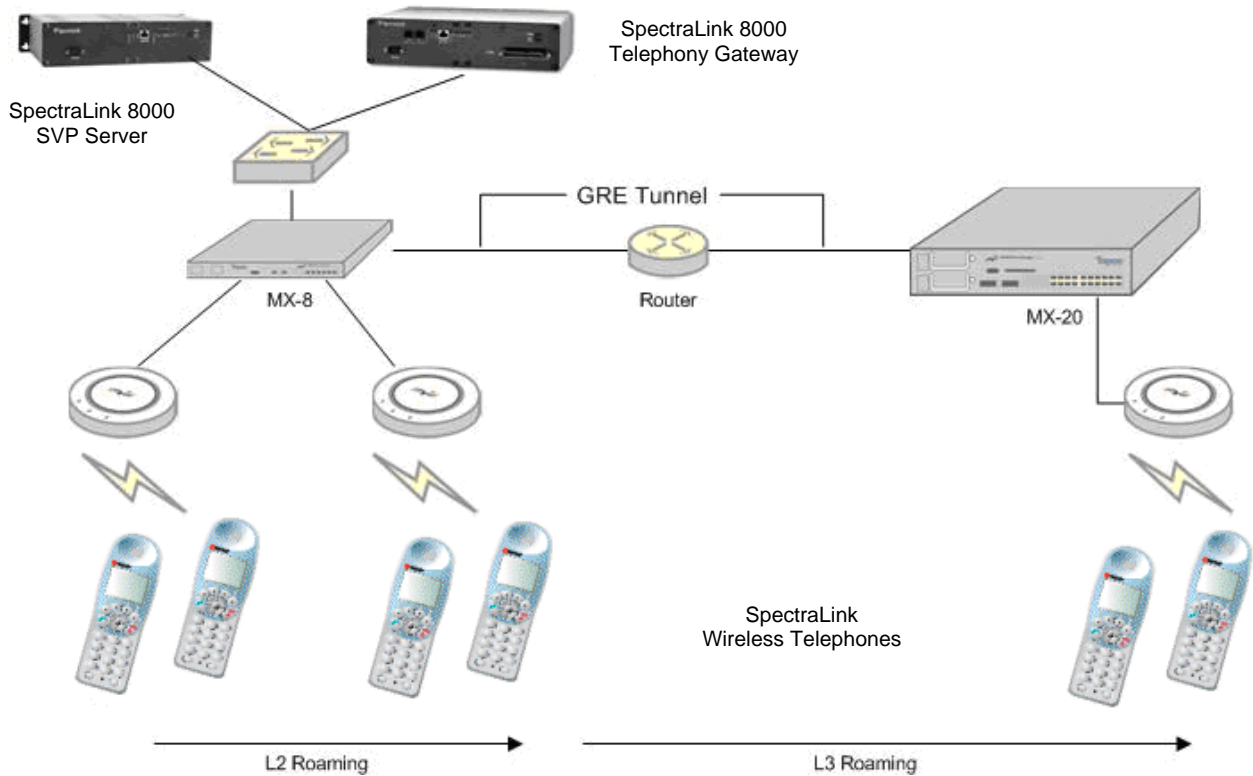 SpectraLink 8000
Telephony Gateway
SpectraLink 8000
SVP Server
GRE Tunnel
MX-8
Router
MX-20
SpectraLink
Wireless Telephones
L2 Roaming
L3 Roaming